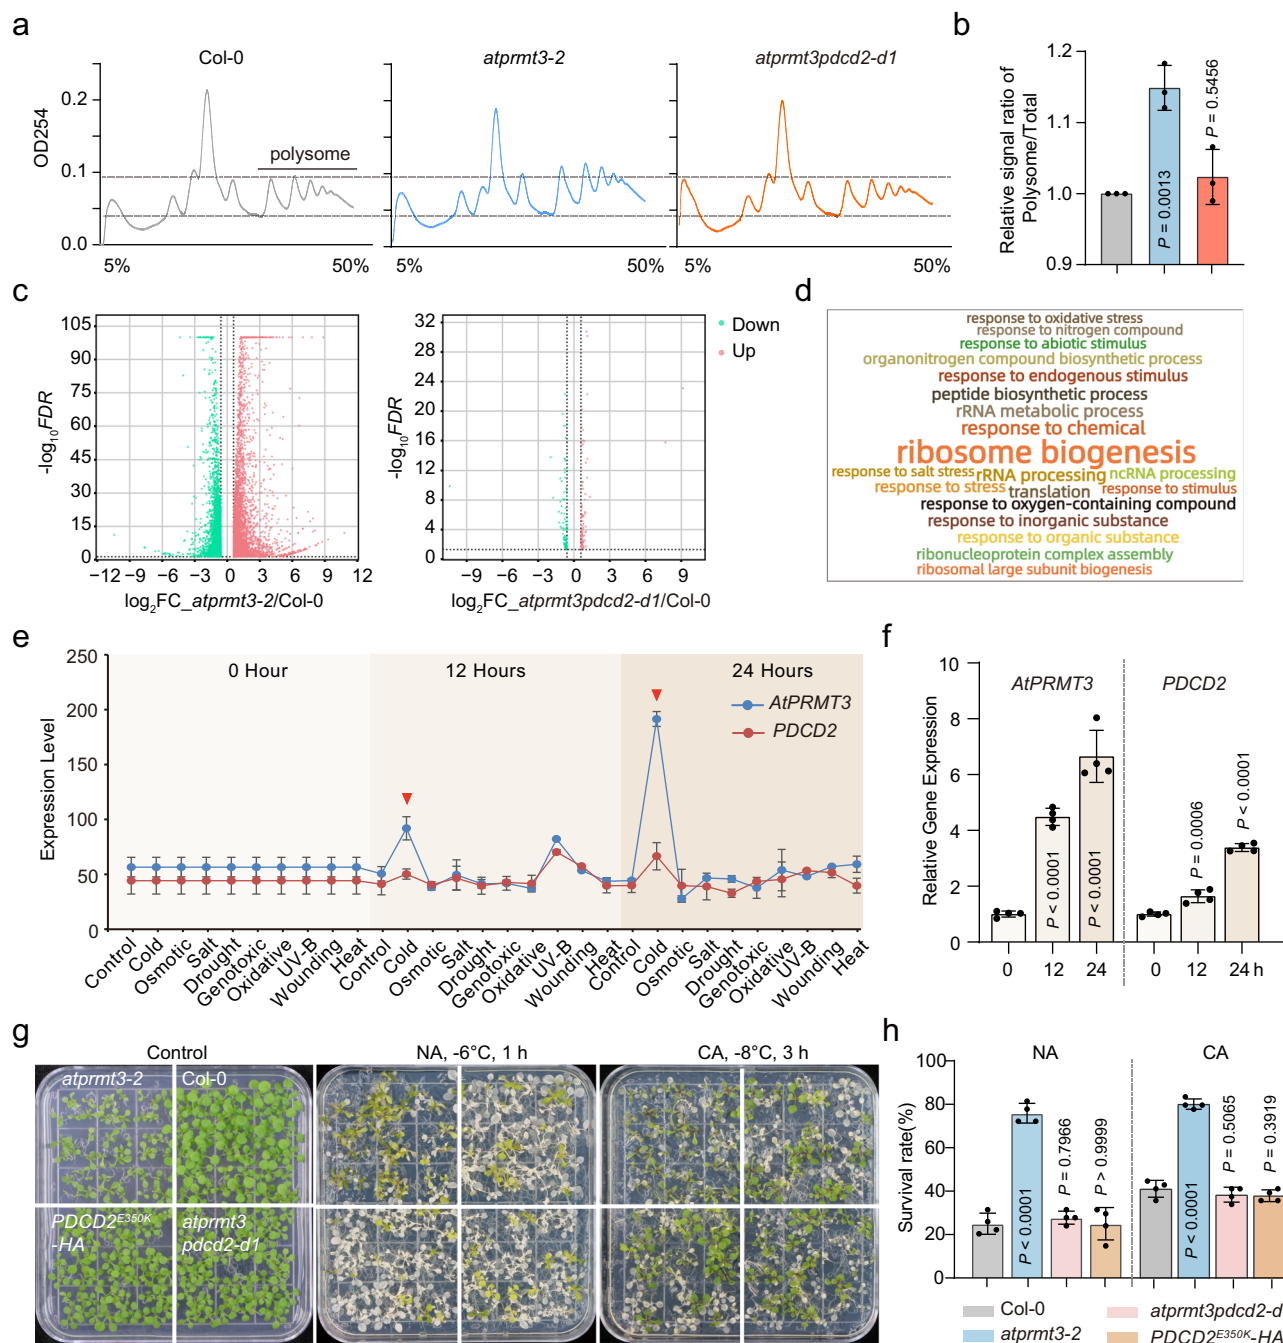 a
Col-0
atprmt3-2
atprmt3pdcd2-d1
OD254
0.2
0.1
0.0
polysome
5%
50%
5%
50%
5%
50%
b
Relative signal ratio of
Polysome/Total
1.2
1.1
1.0
0.9
P = 0.0013
P = 0.5456
c
-log10FDR
105
90
75
60
45
30
15
0
−12 −9 −6 −3 0 3 6 9 12
log2FC_atprmt3-2/Col-0
-log10FDR
32
28
24
20
16
12
8
4
0
−9 −6 −3 0 3 6 9
log2FC_atprmt3pdcd2-d1/Col-0
Down
Up
d
response to oxidative stress
response to nitrogen compound
response to abiotic stimulus
organonitrogen compound biosynthetic process
response to endogenous stimulus
peptide biosynthetic process
rRNA metabolic process
response to chemical
ribosome biogenesis
response to salt stress rRNA processing ncRNA processing
response to stress translation response to stimulus
response to oxygen-containing compound
response to inorganic substance
response to organic substance
ribonucleoprotein complex assembly
ribosomal large subunit biogenesis
e
Expression Level
250
200
150
100
50
0
0 Hour
12 Hours
24 Hours
AtPRMT3
PDCD2
Control Cold Osmotic Salt Drought Genotoxic Oxidative UV-B Wounding Heat Control Cold Osmotic Salt Drought Genotoxic Oxidative UV-B Wounding Heat Control Cold Osmotic Salt Drought Genotoxic Oxidative UV-B Wounding Heat
f
Relative Gene Expression
10
8
6
4
2
0
AtPRMT3
PDCD2
P < 0.0001
P < 0.0001
P = 0.0006
P < 0.0001
0 12 24 0 12 24 h
g
Control
NA, -6°C, 1 h
CA, -8°C, 3 h
atprmt3-2
Col-0
PDCD2E350K
-HA
atprmt3
pdcd2-d1
h
NA
CA
Survival rate(%)
100
80
60
40
20
0
P < 0.0001
P = 0.7966
P > 0.9999
P < 0.0001
P = 0.5065
P = 0.3919
Col-0
atprmt3pdcd2-d
atprmt3-2
PDCD2E350K-HA